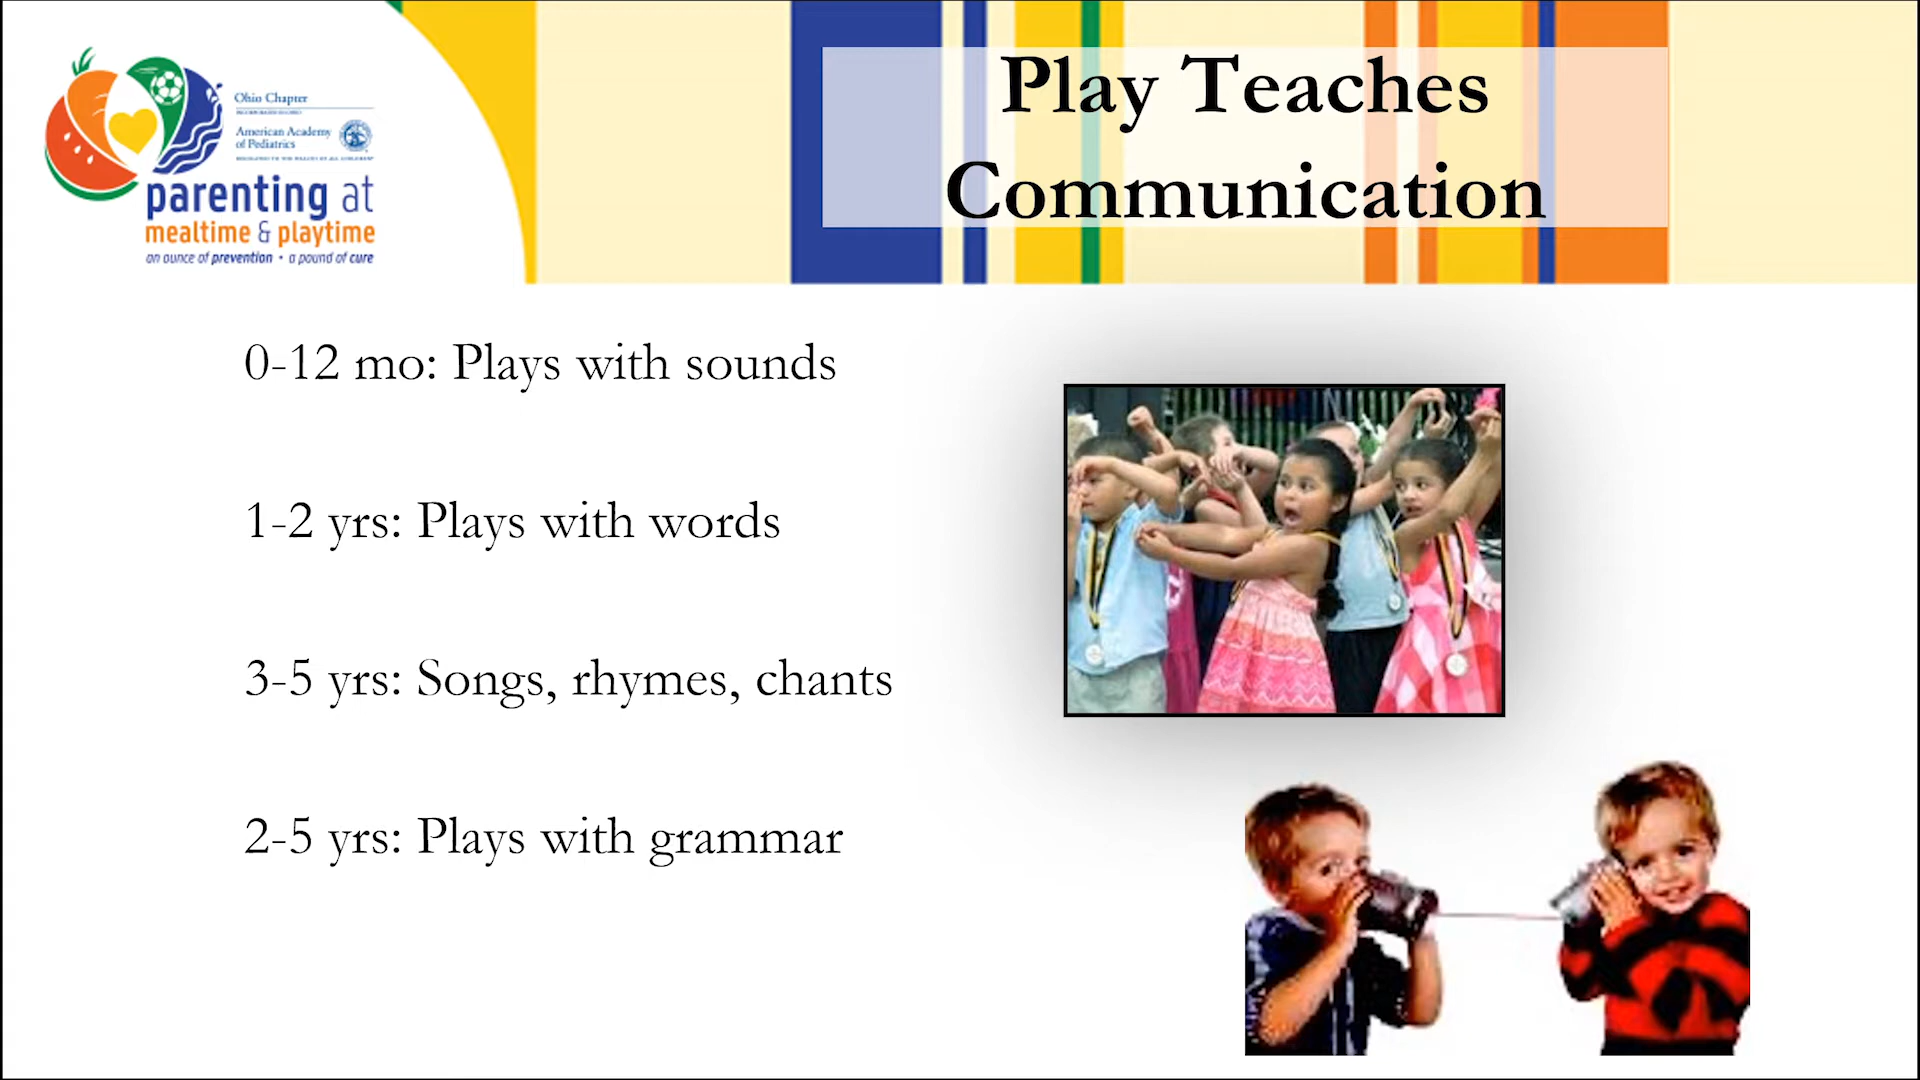 Ohio Chapter
American Academy
of Pediatrics
parenting at
mealtime & playtime
an ounce of prevention • a pound of cure
Play Teaches
Communication
0-12 mo: Plays with sounds
1-2 yrs: Plays with words
3-5 yrs: Songs, rhymes, chants
2-5 yrs: Plays with grammar